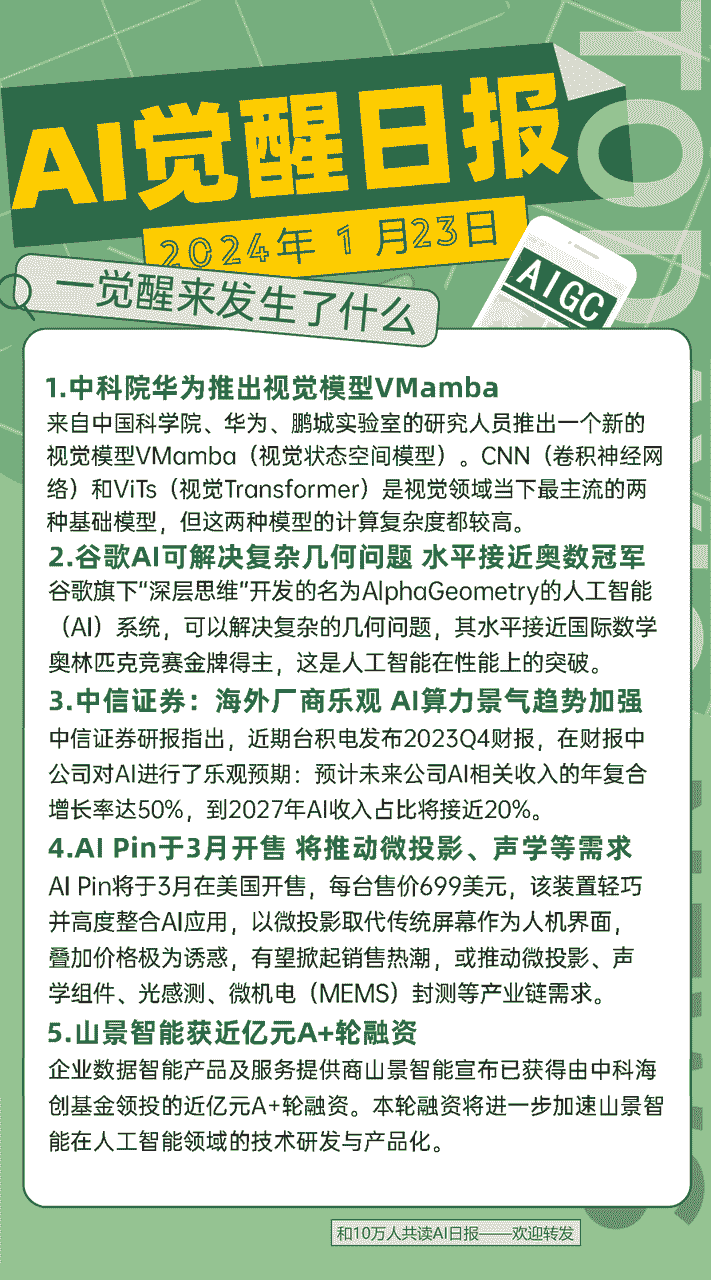 AI觉醒日报
2024年1月23日
一觉醒来发生了什么
AIGC
1.中科院华为推出视觉模型VMamba
来自中国科学院、华为、鹏城实验室的研究人员推出一个新的
视觉模型VMamba（视觉状态空间模型）。CNN（卷积神经网
络）和ViTs（视觉Transformer）是视觉领域当下最主流的两
种基础模型，但这两种模型的计算复杂度都较高。
2.谷歌AI可解决复杂几何问题 水平接近奥数冠军
谷歌旗下"深层思维"开发的名为AlphaGeometry的人工智能
（AI）系统，可以解决复杂的几何问题，其水平接近国际数学
奥林匹克竞赛金牌得主，这是人工智能在性能上的突破。
3.中信证券：海外厂商乐观 AI算力景气趋势加强
中信证券研报指出，近期台积电发布2023Q4财报，在财报中
公司对AI进行了乐观预期：预计未来公司AI相关收入的年复合
增长率达50%，到2027年AI收入占比将接近20%。
4.AI Pin于3月开售 将推动微投影、声学等需求
AI Pin将于3月在美国开售，每台售价699美元，该装置轻巧
并高度整合AI应用，以微投影取代传统屏幕作为人机界面，
叠加价格极为诱惑，有望掀起销售热潮，或推动微投影、声
学组件、光感测、微机电（MEMS）封测等产业链需求。
5.山景智能获近亿元A+轮融资
企业数据智能产品及服务提供商山景智能宣布已获得由中科海
创基金领投的近亿元A+轮融资。本轮融资将进一步加速山景智
能在人工智能领域的技术研发与产品化。
和10万人共读AI日报——欢迎转发